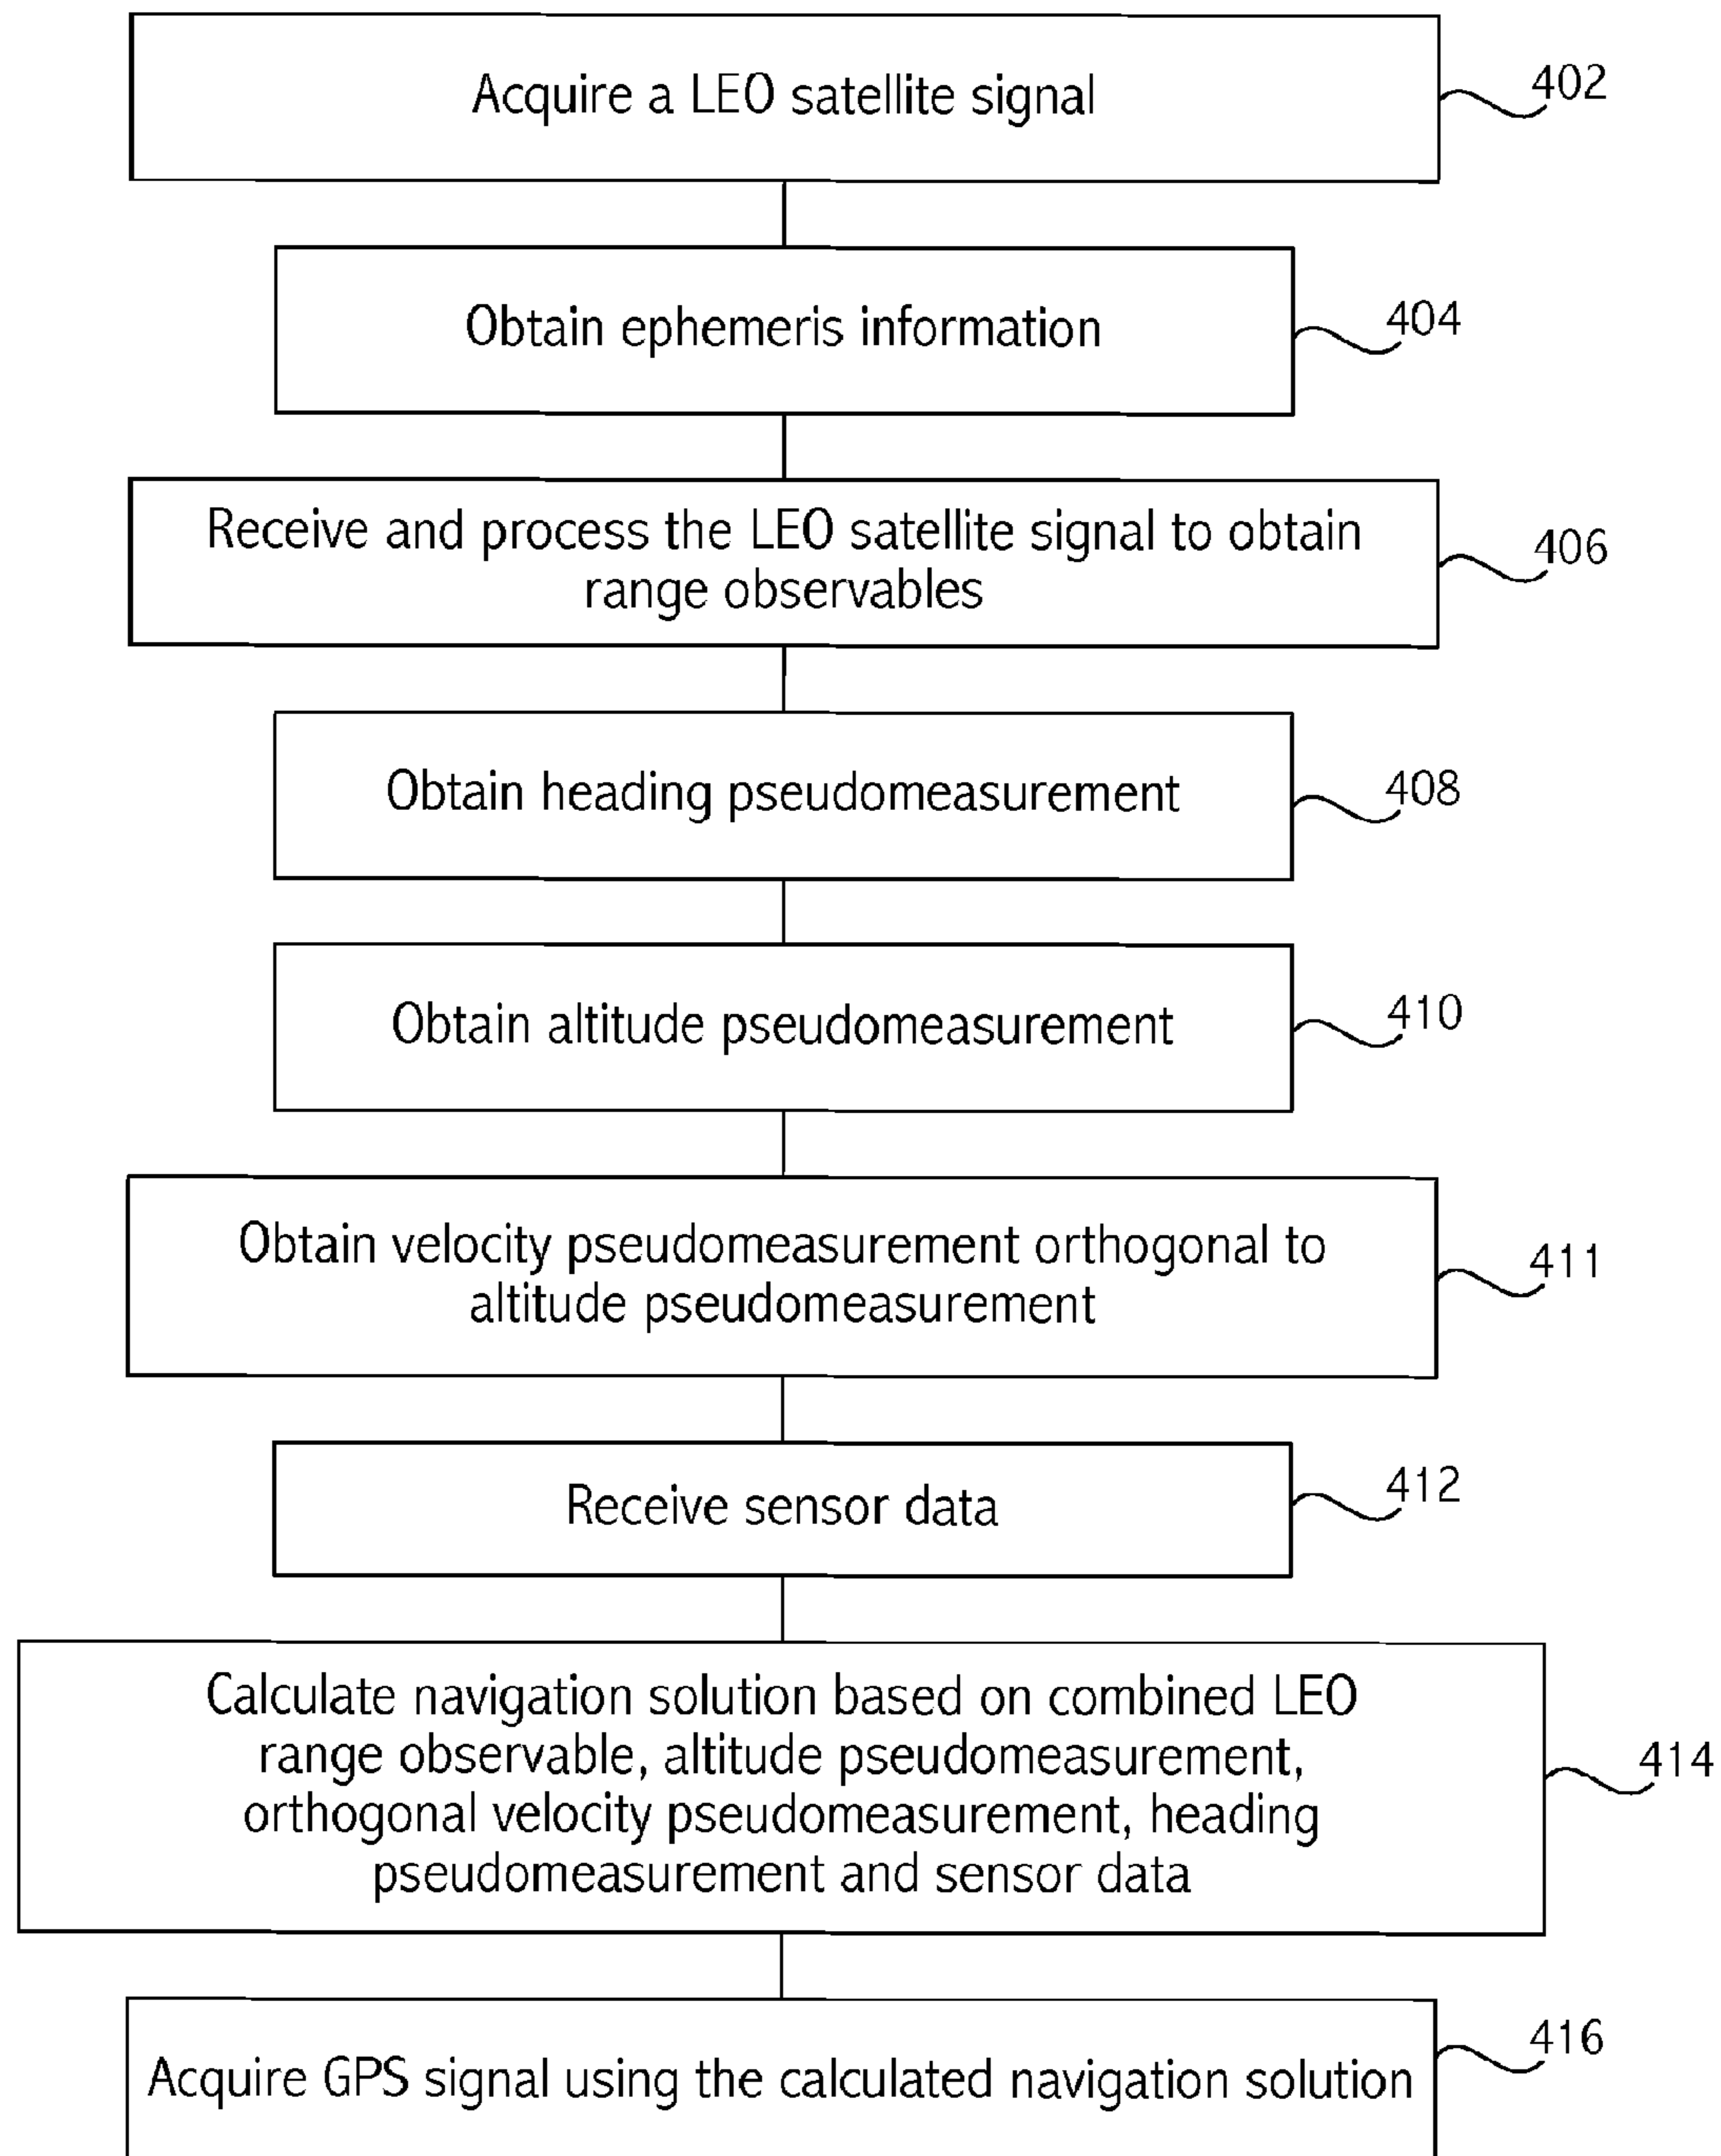 Acquire a LEO satellite signal
402
Obtain ephemeris information
404
Receive and process the LEO satellite signal to obtain
range observables
406
Obtain heading pseudomeasurement
408
Obtain altitude pseudomeasurement
410
Obtain velocity pseudomeasurement orthogonal to
altitude pseudomeasurement
411
Receive sensor data
412
Calculate navigation solution based on combined LEO
range observable, altitude pseudomeasurement,
orthogonal velocity pseudomeasurement, heading
pseudomeasurement and sensor data
414
Acquire GPS signal using the calculated navigation solution
416